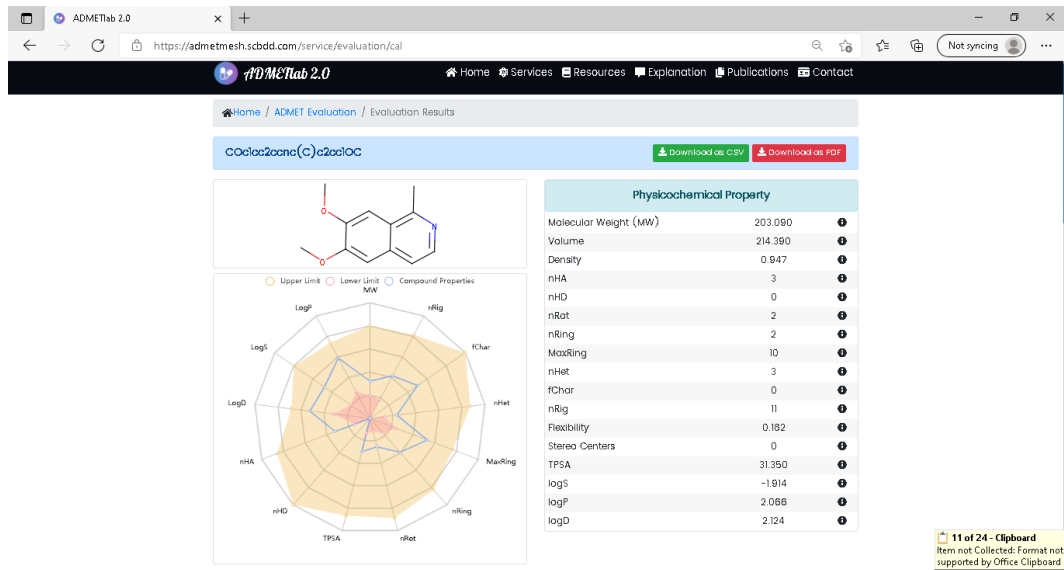 ADMETlab 2.0
https://admetmesh.scbdd.com/service/evaluation/cal
Not syncing
ADMETlab 2.0 Home Services Resources Explanation Publications Contact
Home / ADMET Evaluation / Evaluation Results
COc1cc2ccnc(C)c2cc1OC Download as CSV Download as PDF
O
O
N
Upper Limit Lower Limit Compound Properties
MW
nRig
fChar
nHet
MaxRing
nRing
nRot
TPSA
nHD
nHA
LogD
LogS
LogP
Physicochemical Property
Molecular Weight (MW) 203.090
Volume 214.390
Density 0.947
nHA 3
nHD 0
nRot 2
nRing 2
MaxRing 10
nHet 3
fChar 0
nRig 11
Flexibility 0.182
Stereo Centers 0
TPSA 31.350
logS -1.914
logP 2.066
logD 2.124
11 of 24 - Clipboard
Item not Collected: Format not
supported by Office Clipboard